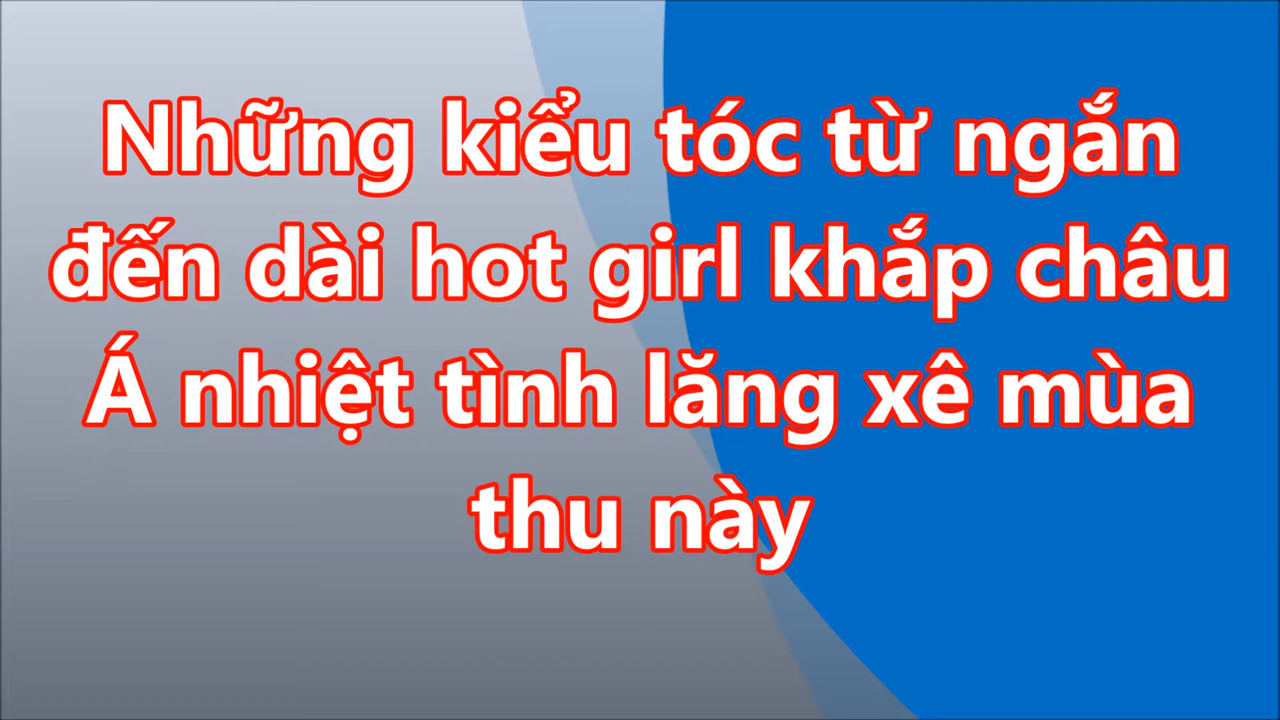 Những kiểu tóc từ ngắn
đến dài hot girl khắp châu
Á nhiệt tình lăng xê mùa
thu này